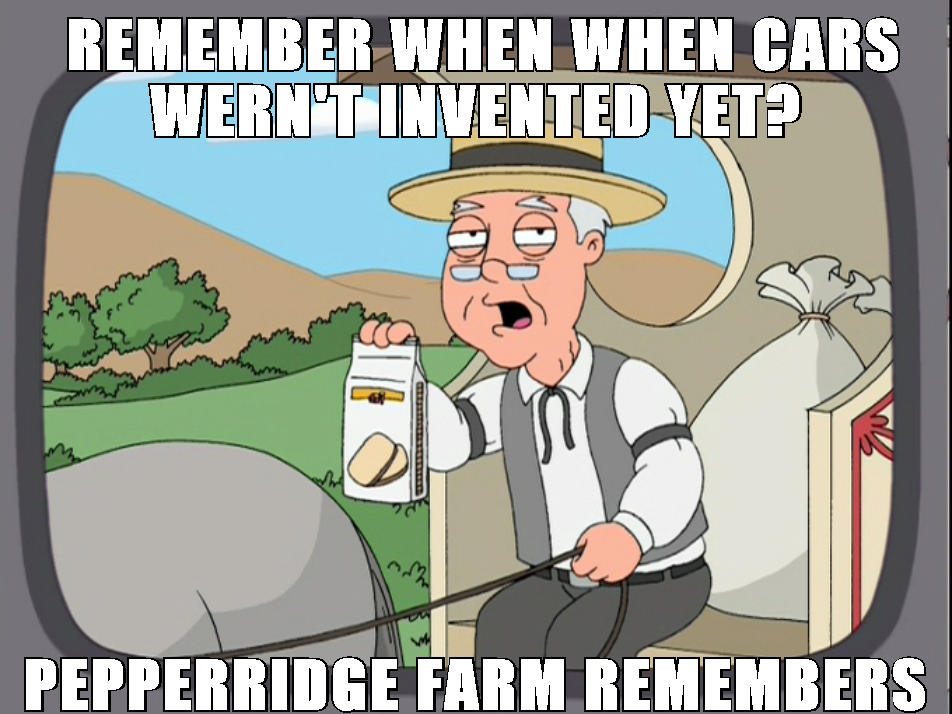 REMEMBER WHEN WHEN CARS
WERN'T INVENTED YET?
PEPPERRIDGE FARM REMEMBERS